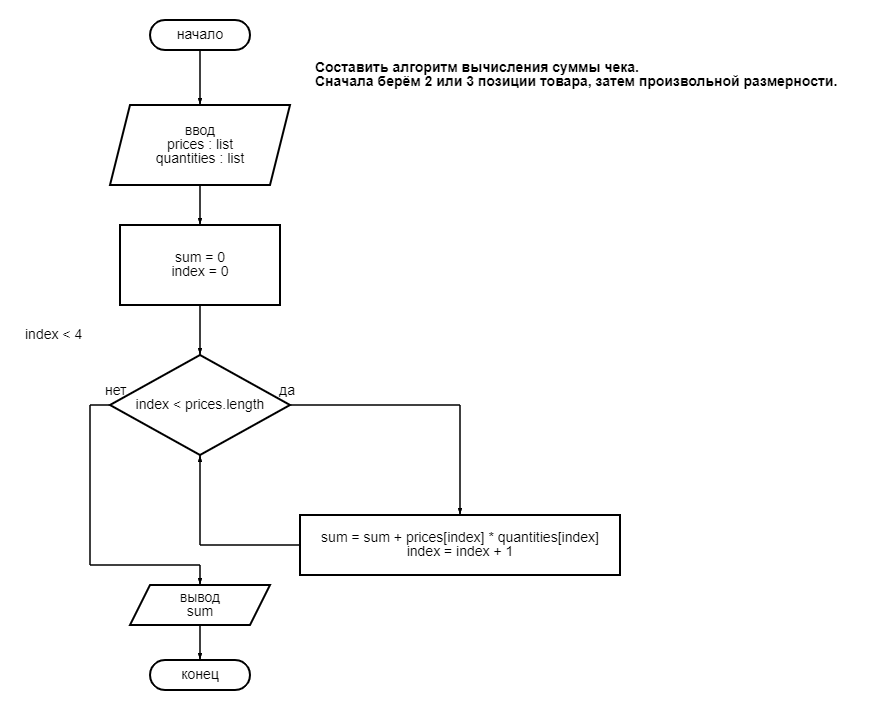 начало
Составить алгоритм вычисления суммы чека.
Сначала берём 2 или 3 позиции товара, затем произвольной размерности.
ввод
prices : list
quantities : list
sum = 0
index = 0
index < 4
нет
да
index < prices.length
sum = sum + prices[index] * quantities[index]
index = index + 1
вывод
sum
конец